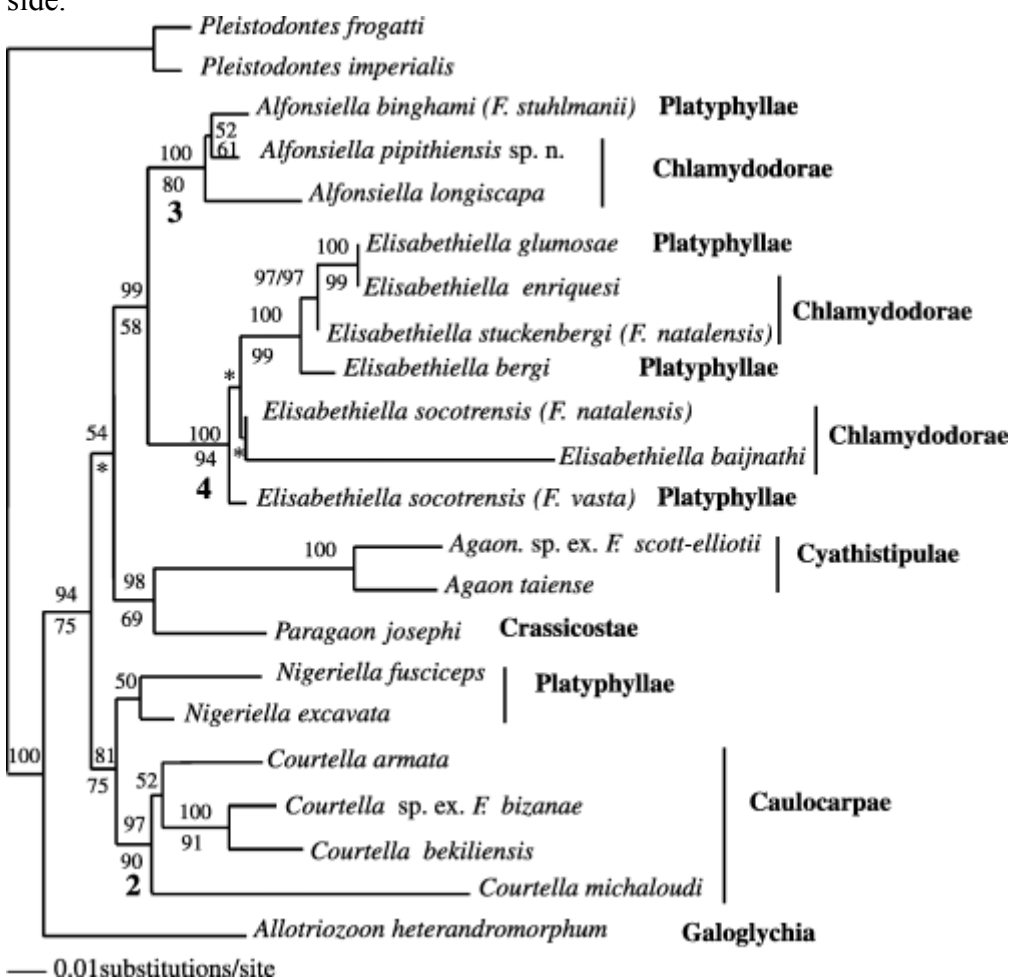 side.
Pleistodontes frogatti
Pleistodontes imperialis
Alfonsiella binghami (F. stuhlmanii) Platyphyllae
52
100 61 Alfonsiella pipithiensis sp. n.
Chlamydodorae
80 Alfonsiella longiscapa
3
100 Elisabethiella glumosae Platyphyllae
97/97 99 Elisabethiella enriquesi
99
Chlamydodorae
100
58 Elisabethiella stuckenbergi (F. natalensis)
99
Elisabethiella bergi Platyphyllae
*
Elisabethiella socotrensis (F. natalensis)
54 100 Chlamydodorae
* 94 * Elisabethiella baijnathi
4
Elisabethiella socotrensis (F. vasta) Platyphyllae
100 Agaon. sp. ex. F. scott-elliotii
Cyathistipulae
98 Agaon taiense
94
75 69 Paragaon josephi Crassicostae
50 Nigeriella fusciceps
Platyphyllae
Nigeriella excavata
100 81 Courtella armata
75 52
100 Courtella sp. ex. F. bizanae Caulocarpae
97
91 Courtella bekiliensis
90
2 Courtella michaloudi
Allotriozoon heterandromorphum Galoglychia
0.01substitutions/site